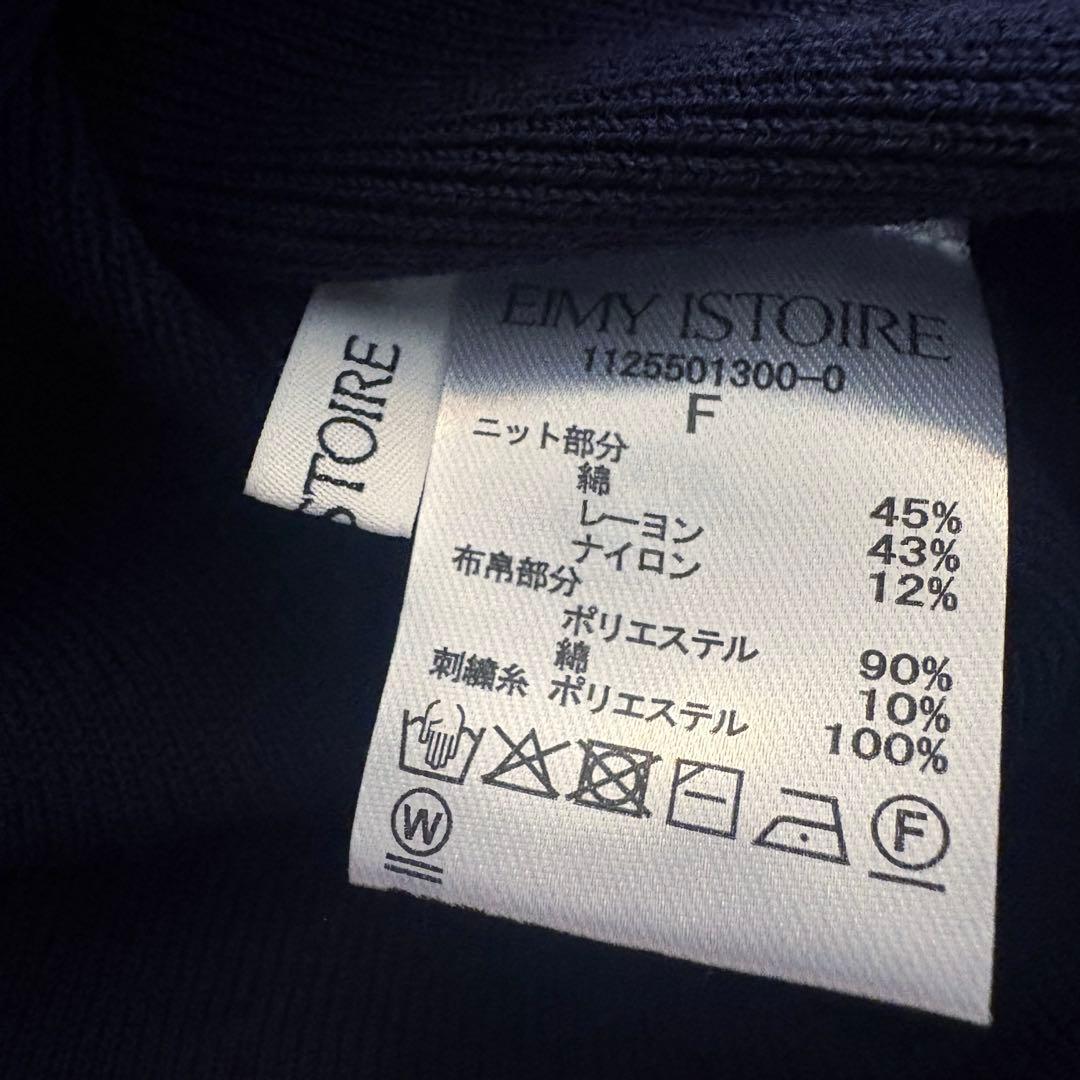 EIMY ISTOIRE
1125501300-0
F
ニット部分
綿 45%
レーヨン 43%
ナイロン 12%
布帛部分
ポリエステル 90%
綿 10%
刺繍糸 ポリエステル 100%
F
W
STOIRE